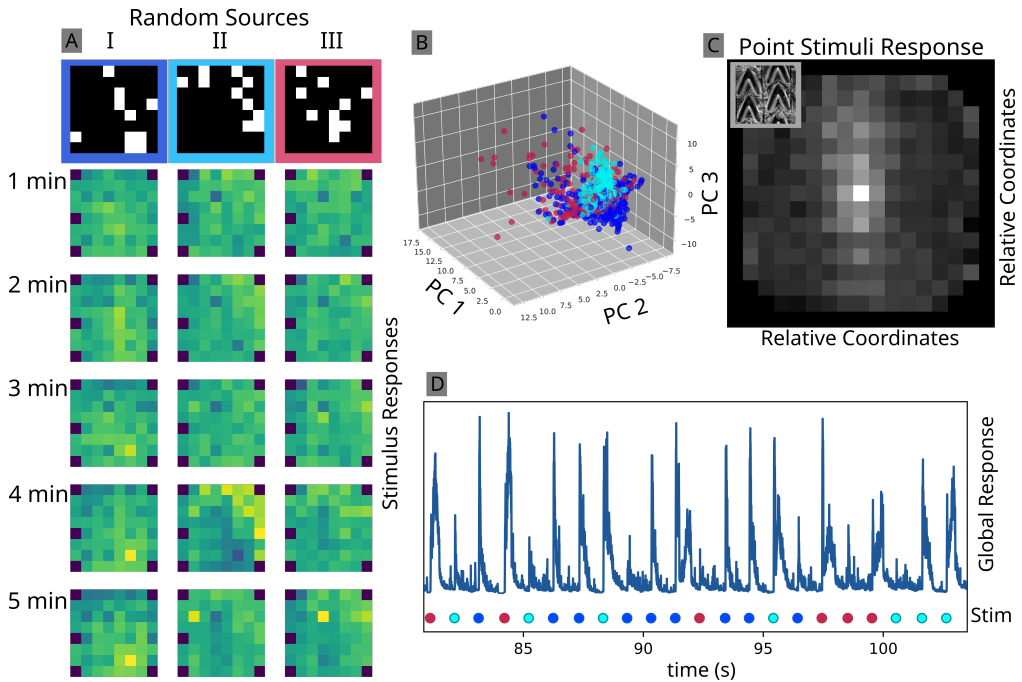 Random Sources
A I II III
1 min
2 min
3 min
4 min
5 min
Stimulus Responses
B
10
5
0
−5
−10
PC 3
17.5
15.0
12.5
10.0
7.5
5.0
2.5
0.0
PC 1
12.5
10.0
7.5
5.0
2.5
0.0
−2.5
−5.0
−7.5
PC 2
C Point Stimuli Response
Relative Coordinates
Relative Coordinates
D
Global Response
Stim
85 90 95 100
time (s)